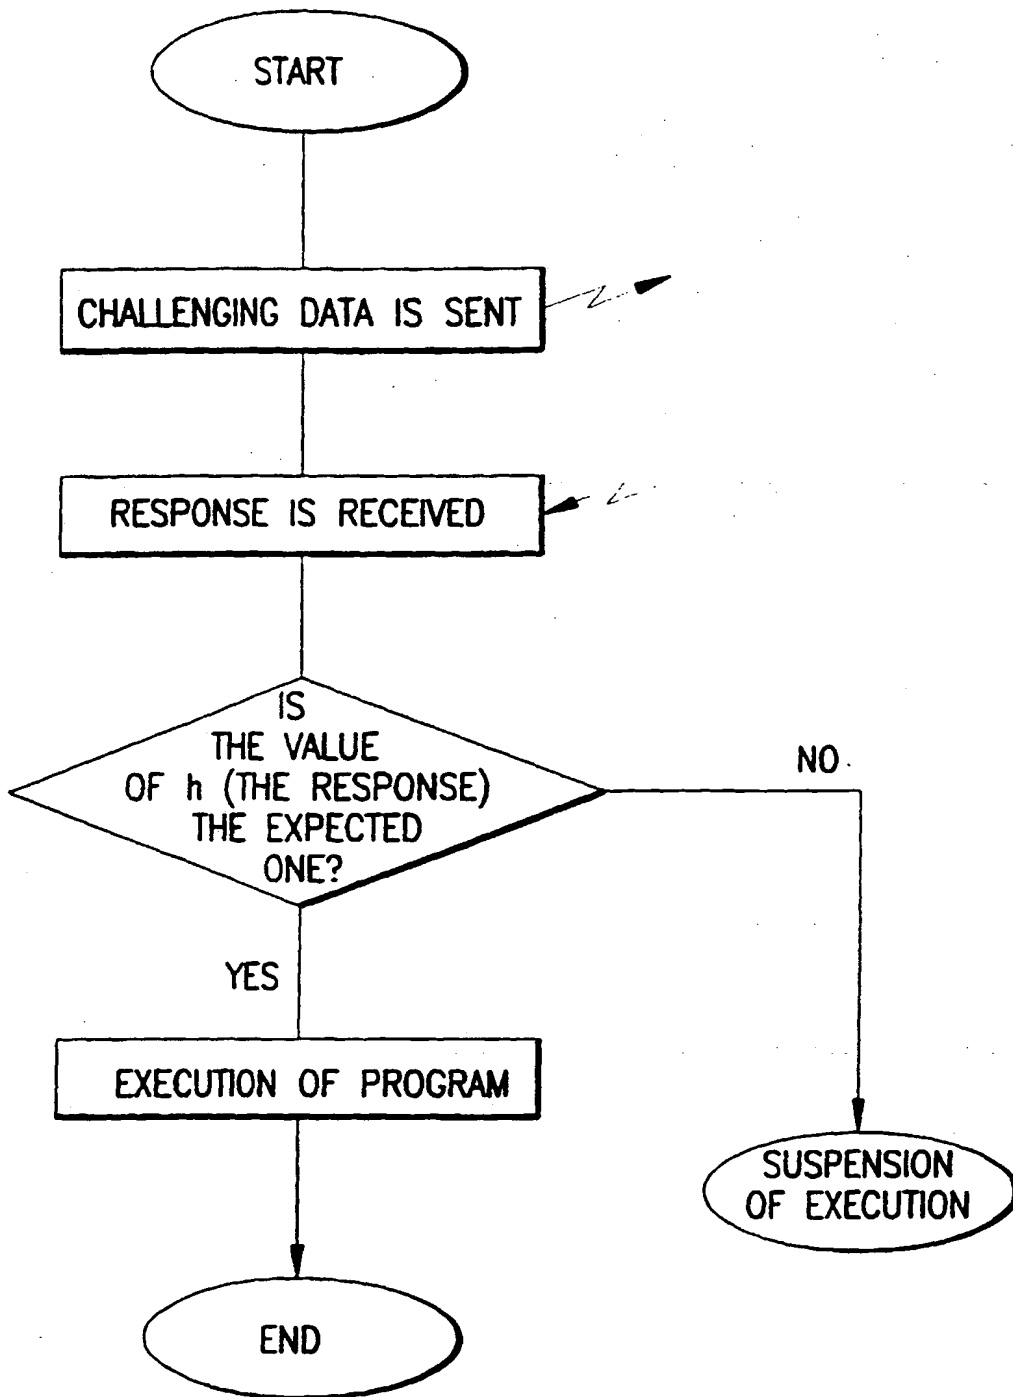 START
CHALLENGING DATA IS SENT
RESPONSE IS RECEIVED
IS
THE VALUE
OF h (THE RESPONSE)
THE EXPECTED
ONE?
NO
YES
EXECUTION OF PROGRAM
SUSPENSION
OF EXECUTION
END